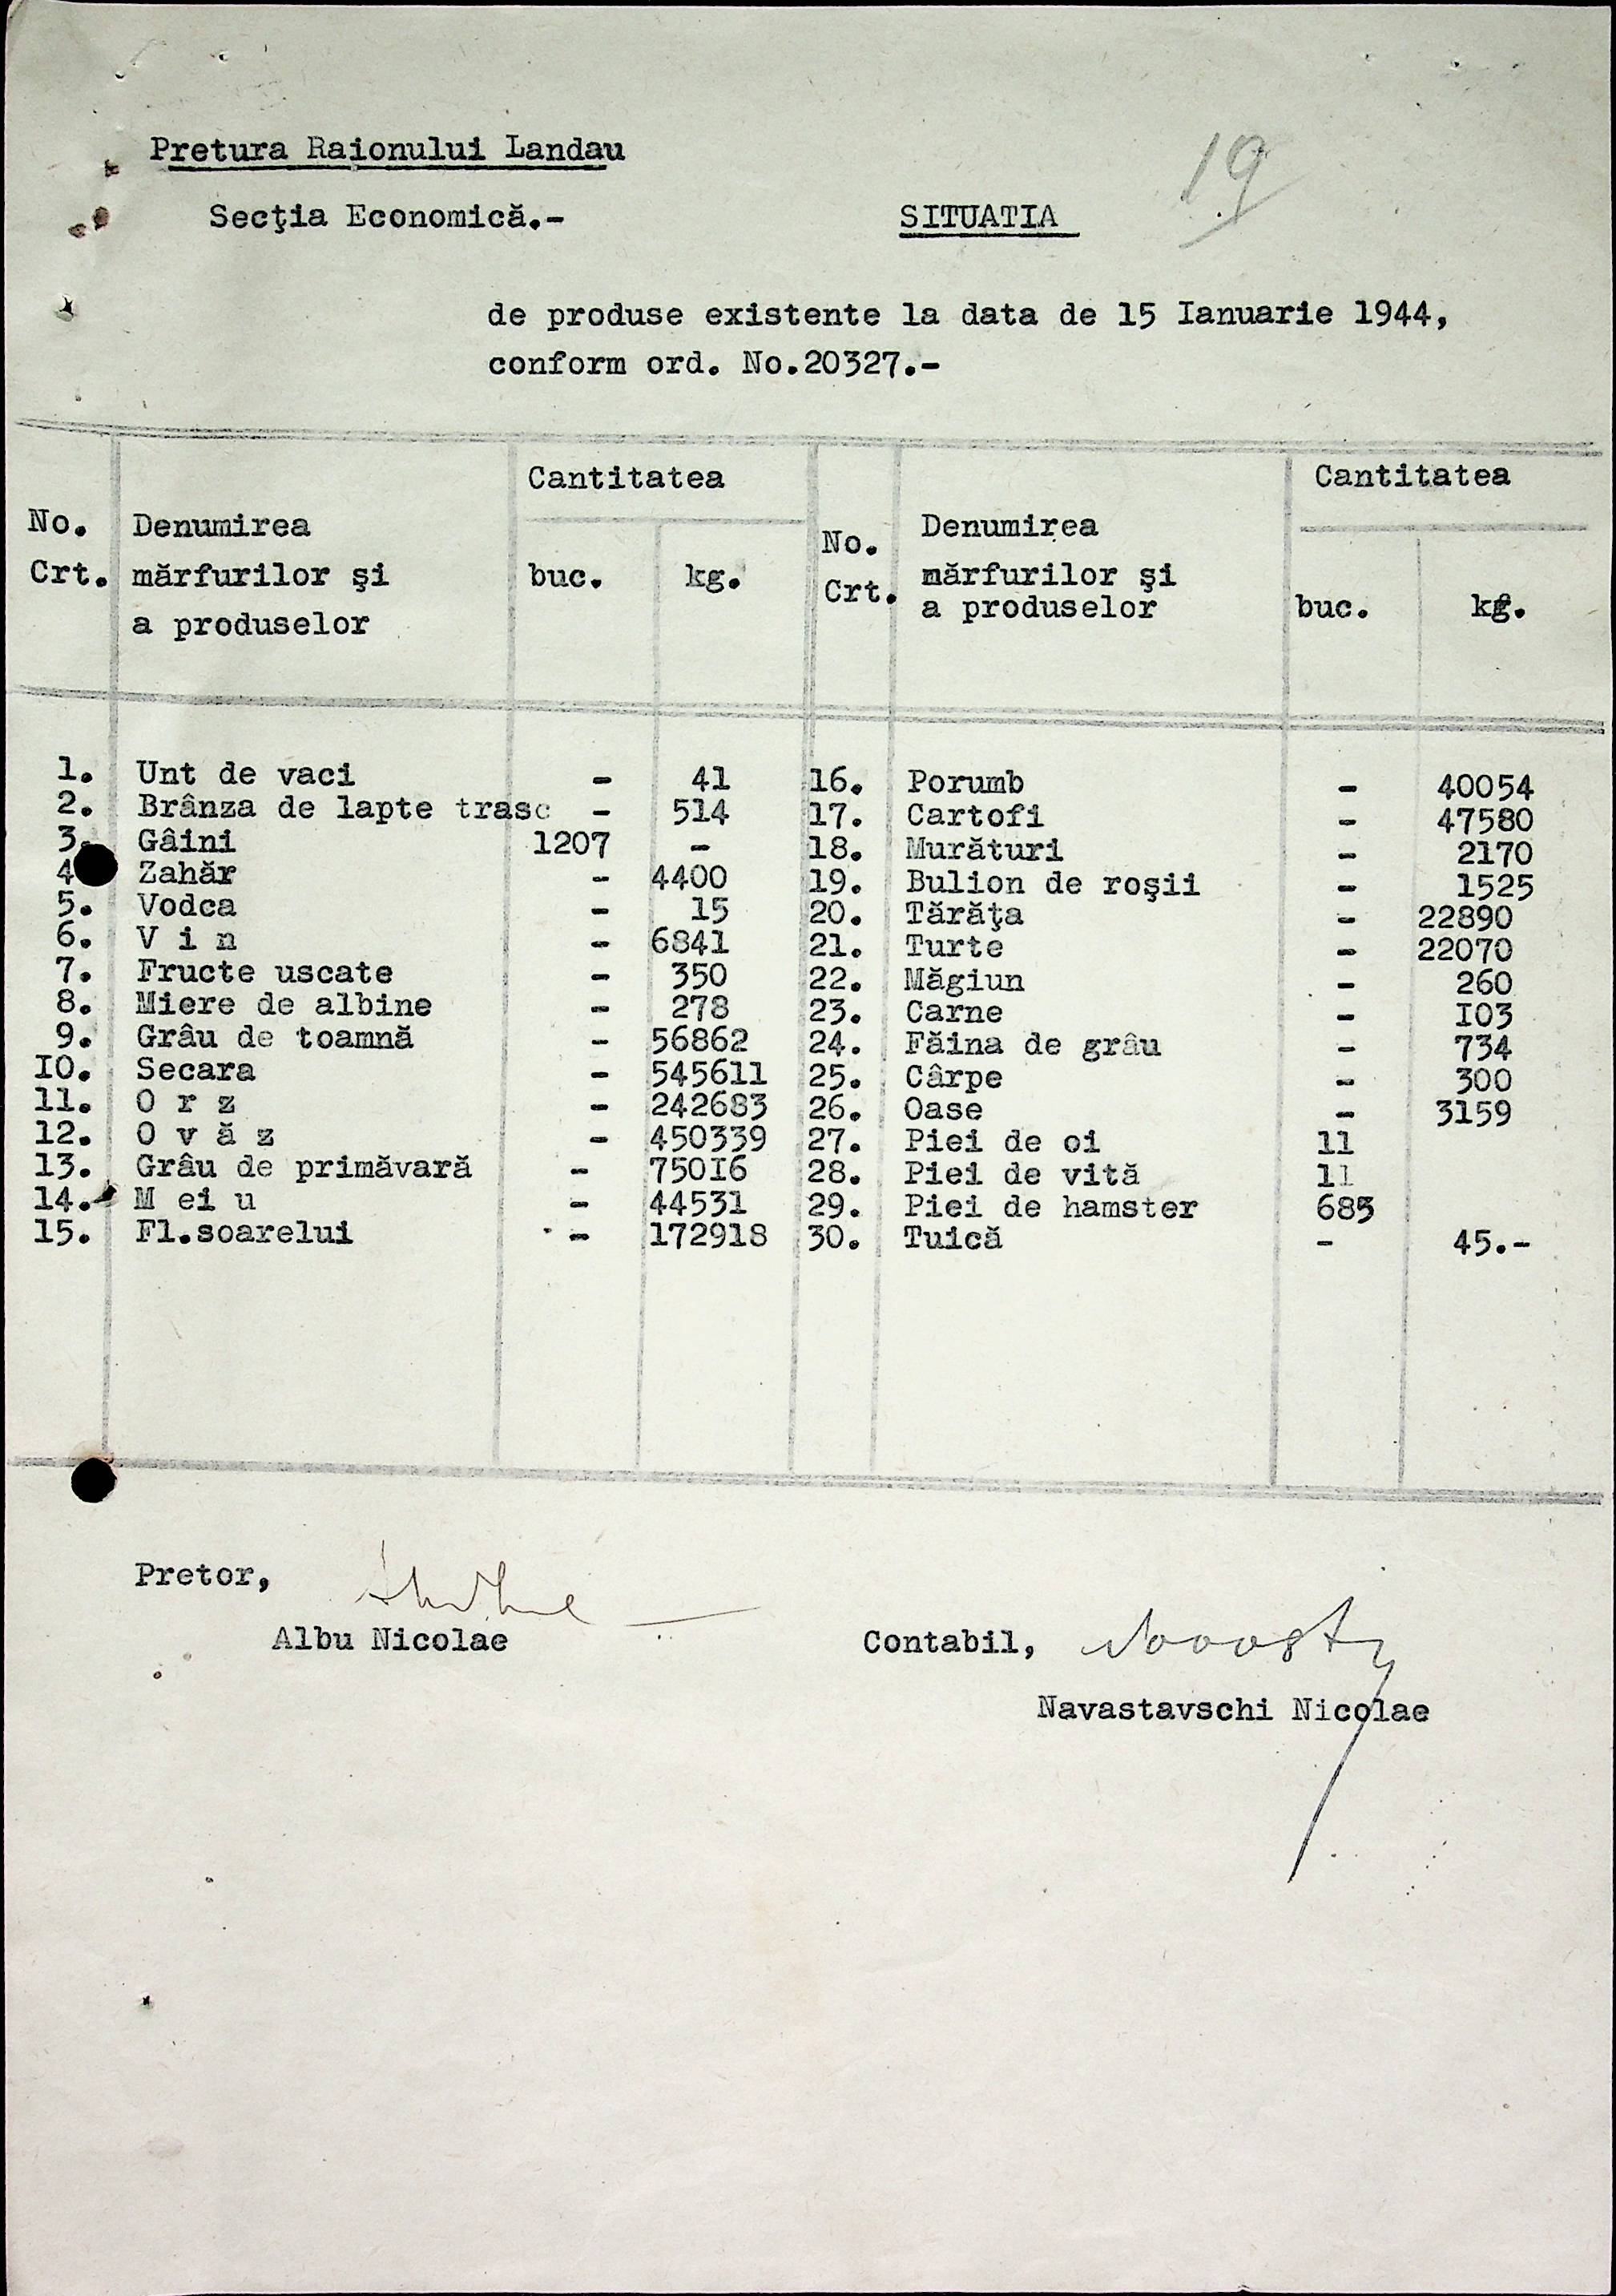 19
Pretura Raionului Landau
Secţia Economică.-
SITUATIA
de produse existente la data de 15 Ianuarie 1944,
conform ord. No.20327.-
No. Crt. Denumirea mărfurilor şi a produselor Cantitatea buc. kg. No. Crt. Denumirea mărfurilor şi a produselor Cantitatea buc. kg.
1. Unt de vaci - 41 16. Porumb - 40054
2. Brânza de lapte trasc - 514 17. Cartofi - 47580
3. Gâini 1207 - 18. Murături - 2170
4 Zahăr - 4400 19. Bulion de roşii - 1525
5. Vodca - 15 20. Tărăţa - 22890
6. V i n - 6841 21. Turte - 22070
7. Fructe uscate - 350 22. Măgiun - 260
8. Miere de albine - 278 23. Carne - I03
9. Grâu de toamnă - 56862 24. Făina de grâu - 734
I0. Secara - 545611 25. Cârpe - 300
11. O r z - 242683 26. Oase - 3159
12. O v ă z - 450339 27. Piei de oi 11
13. Grâu de primăvară - 750I6 28. Piei de vită 11
14. M ei u - 44531 29. Piei de hamster 685
15. Fl.soarelui - 172918 30. Tuică - 45.-
Pretor,
Albu Nicolae
Contabil,
Navastavschi Nicolae